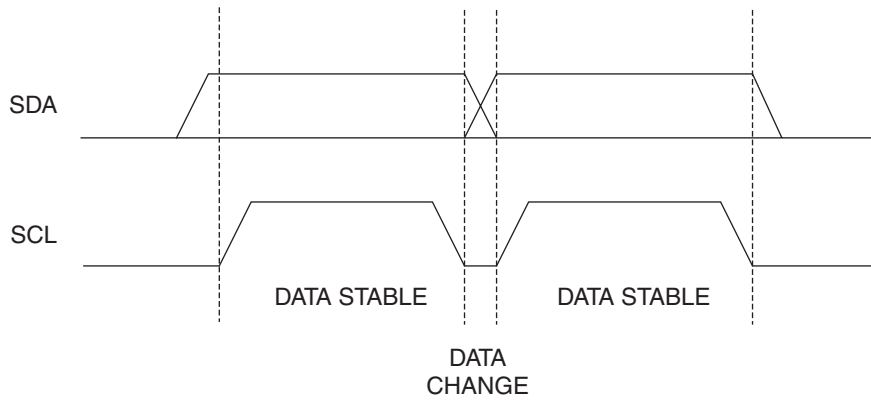 SDA
SCL
DATA STABLE
DATA STABLE
DATA
CHANGE